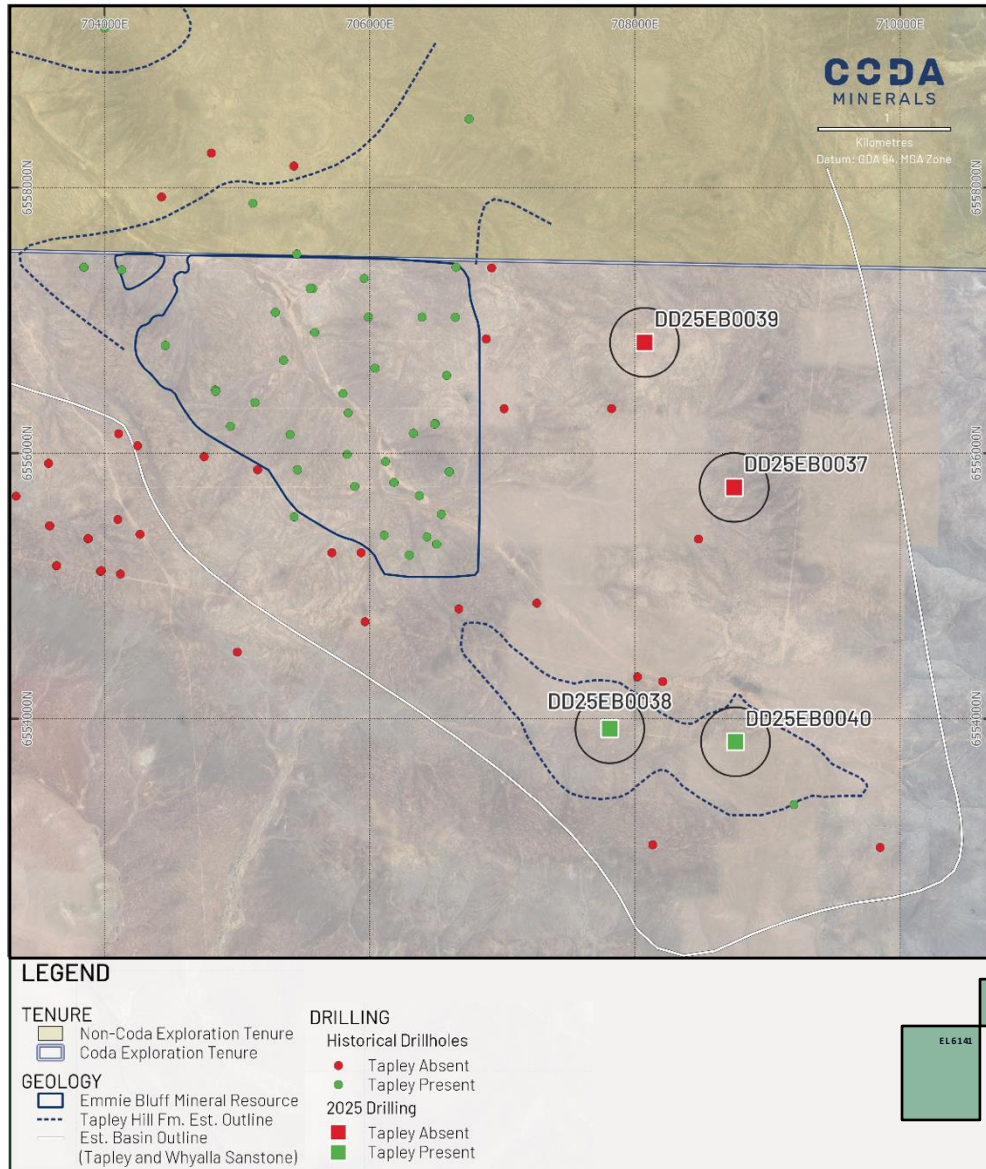 704000E
706000E
708000E
710000E
CODA
MINERALS
1
Kilometres
Datum: GDA 94, MGA Zone
6558000N
6558000N
DD25EB0039
6556000N
DD25EB0037
6556000N
DD25EB0038
DD25EB0040
6554000N
6554000N
LEGEND
TENURE
Non-Coda Exploration Tenure
Coda Exploration Tenure
GEOLOGY
Emmie Bluff Mineral Resource
Tapley Hill Fm. Est. Outline
Est. Basin Outline
(Tapley and Whyalla Sanstone)
DRILLING
Historical Drillholes
Tapley Absent
Tapley Present
2025 Drilling
Tapley Absent
Tapley Present
EL6141